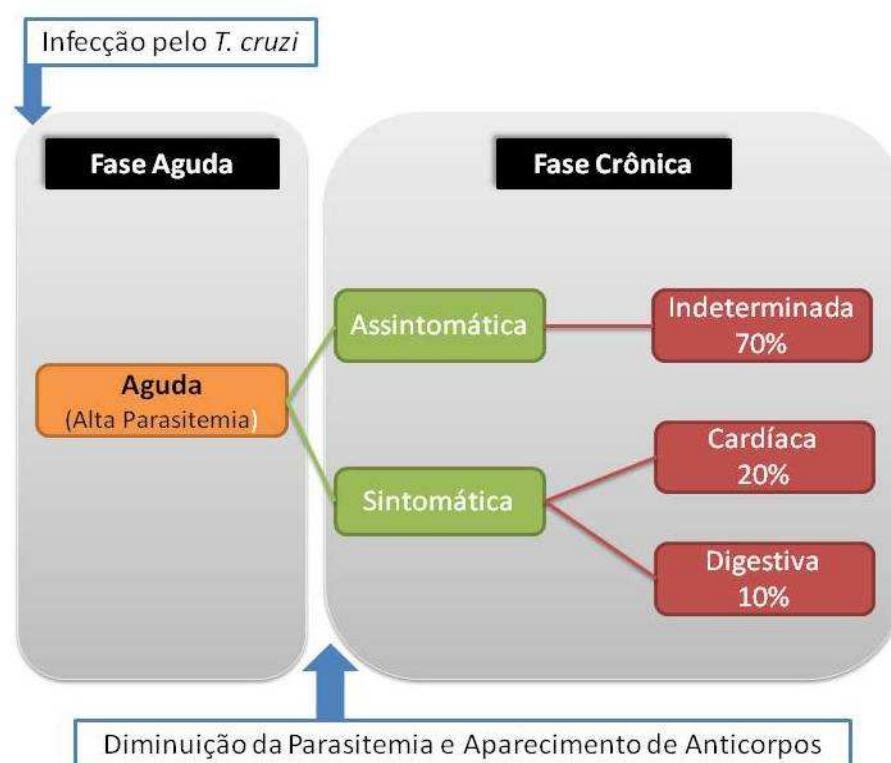 Infecção pelo T. cruzi
Fase Aguda
Fase Crônica
Aguda
(Alta Parasitemia)
Assintomática
Sintomática
Indeterminada
70%
Cardíaca
20%
Digestiva
10%
Diminuição da Parasitemia e Aparecimento de Anticorpos